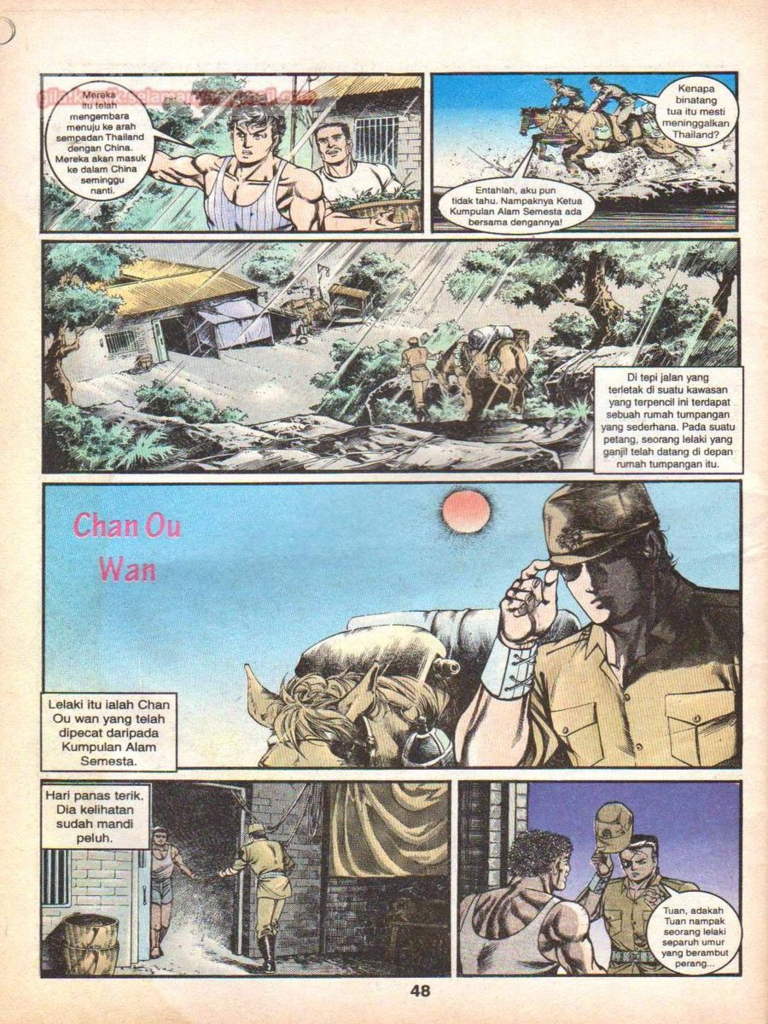 Mereka
itu telah
mengembara
menuju ke arah
sempadan Thailand
dengan China.
Mereka akan masuk
ke dalam China
seminggu
nanti.
Kenapa
binatang
tua itu mesti
meninggalkan
Thailand?
Entahlah, aku pun
tidak tahu. Nampaknya Ketua
Kumpulan Alam Semesta ada
bersama dengannya!
Di tepi jalan yang
terletak di suatu kawasan
yang terpencil ini terdapat
sebuah rumah tumpangan
yang sederhana. Pada suatu
petang, seorang lelaki yang
ganjil telah datang di depan
rumah tumpangan itu.
Chan Ou
Wan
Lelaki itu ialah Chan
Ou wan yang telah
dipecat daripada
Kumpulan Alam
Semesta.
Hari panas terik.
Dia kelihatan
sudah mandi
peluh.
Tuan, adakah
Tuan nampak
seorang lelaki
separuh umur
yang berambut
perang...
48